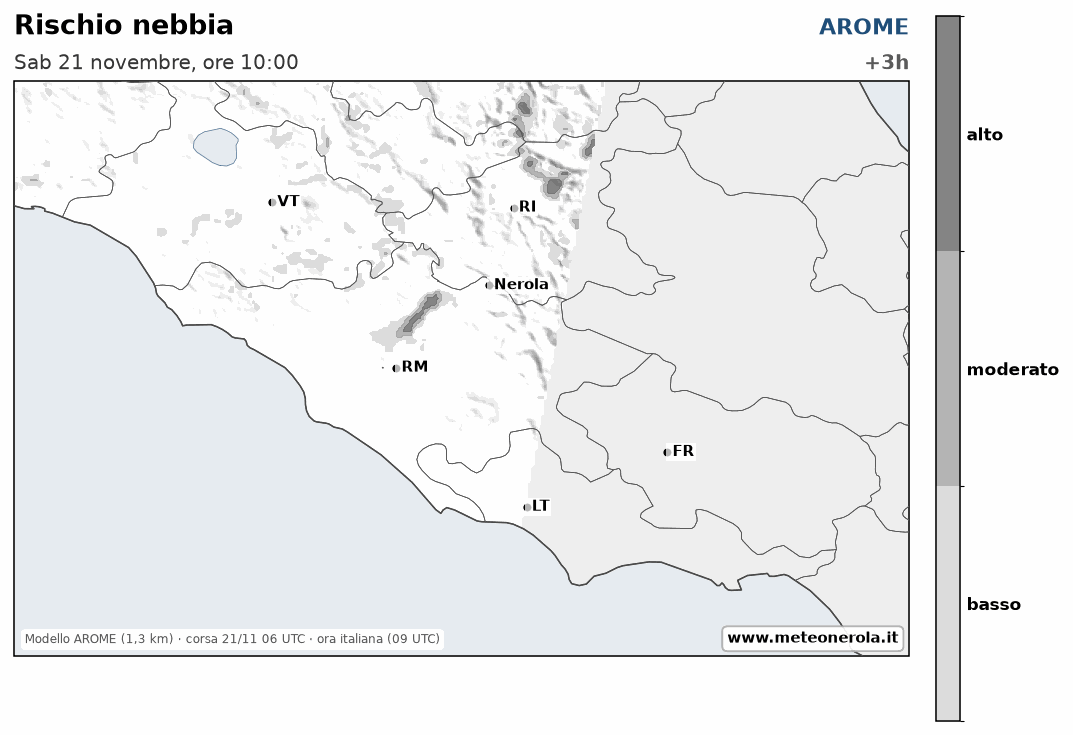 Rischio nebbia
AROME
Sab 21 novembre, ore 10:00
+3h
alto
VT
RI
Nerola
RM
moderato
FR
LT
basso
Modello AROME (1,3 km) · corsa 21/11 06 UTC · ora italiana (09 UTC)
www.meteonerola.it